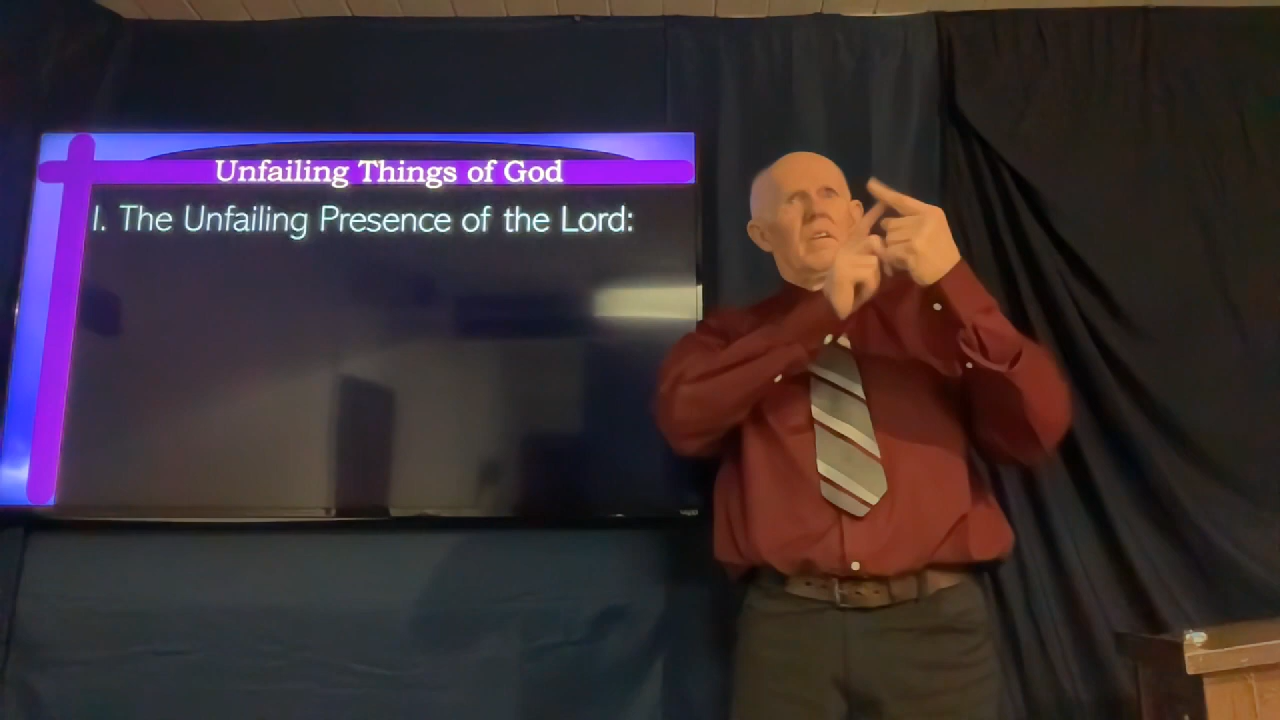 Unfailing Things of God
I. The Unfailing Presence of the Lord: